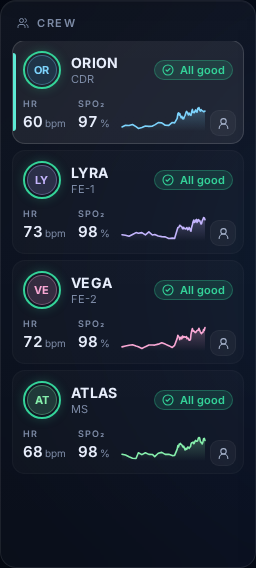 CREW
OR
ORION
CDR
All good
HR
SPO₂
60 bpm
97 %
LY
LYRA
FE-1
All good
HR
SPO₂
73 bpm
98 %
VE
VEGA
FE-2
All good
HR
SPO₂
72 bpm
98 %
AT
ATLAS
MS
All good
HR
SPO₂
68 bpm
98 %